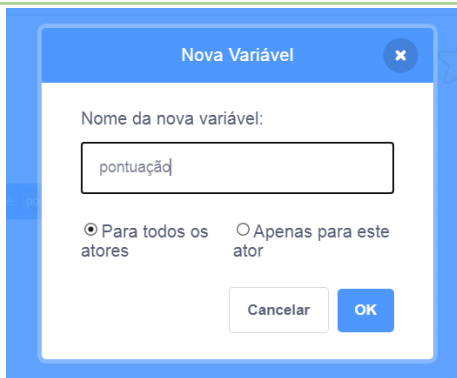 Nova Variável
Nome da nova variável:
pontuação
Para todos os atores
Apenas para este ator
Cancelar
OK